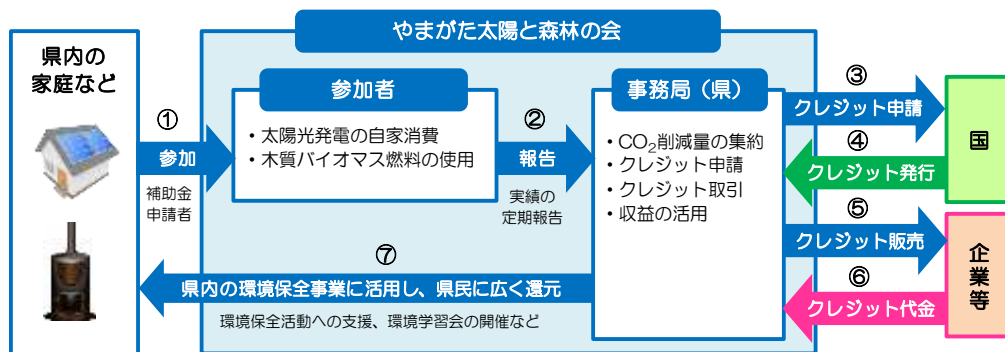 やまがた太陽と森林の会
県内の
家庭など
①
参加
補助金
申請者
参加者
・太陽光発電の自家消費
・木質バイオマス燃料の使用
②
報告
実績の
定期報告
事務局（県）
・CO₂削減量の集約
・クレジット申請
・クレジット取引
・収益の活用
③
クレジット申請
④
クレジット発行
国
⑤
クレジット販売
⑥
クレジット代金
企
業
等
⑦
県内の環境保全事業に活用し、県民に広く還元
環境保全活動への支援、環境学習会の開催など